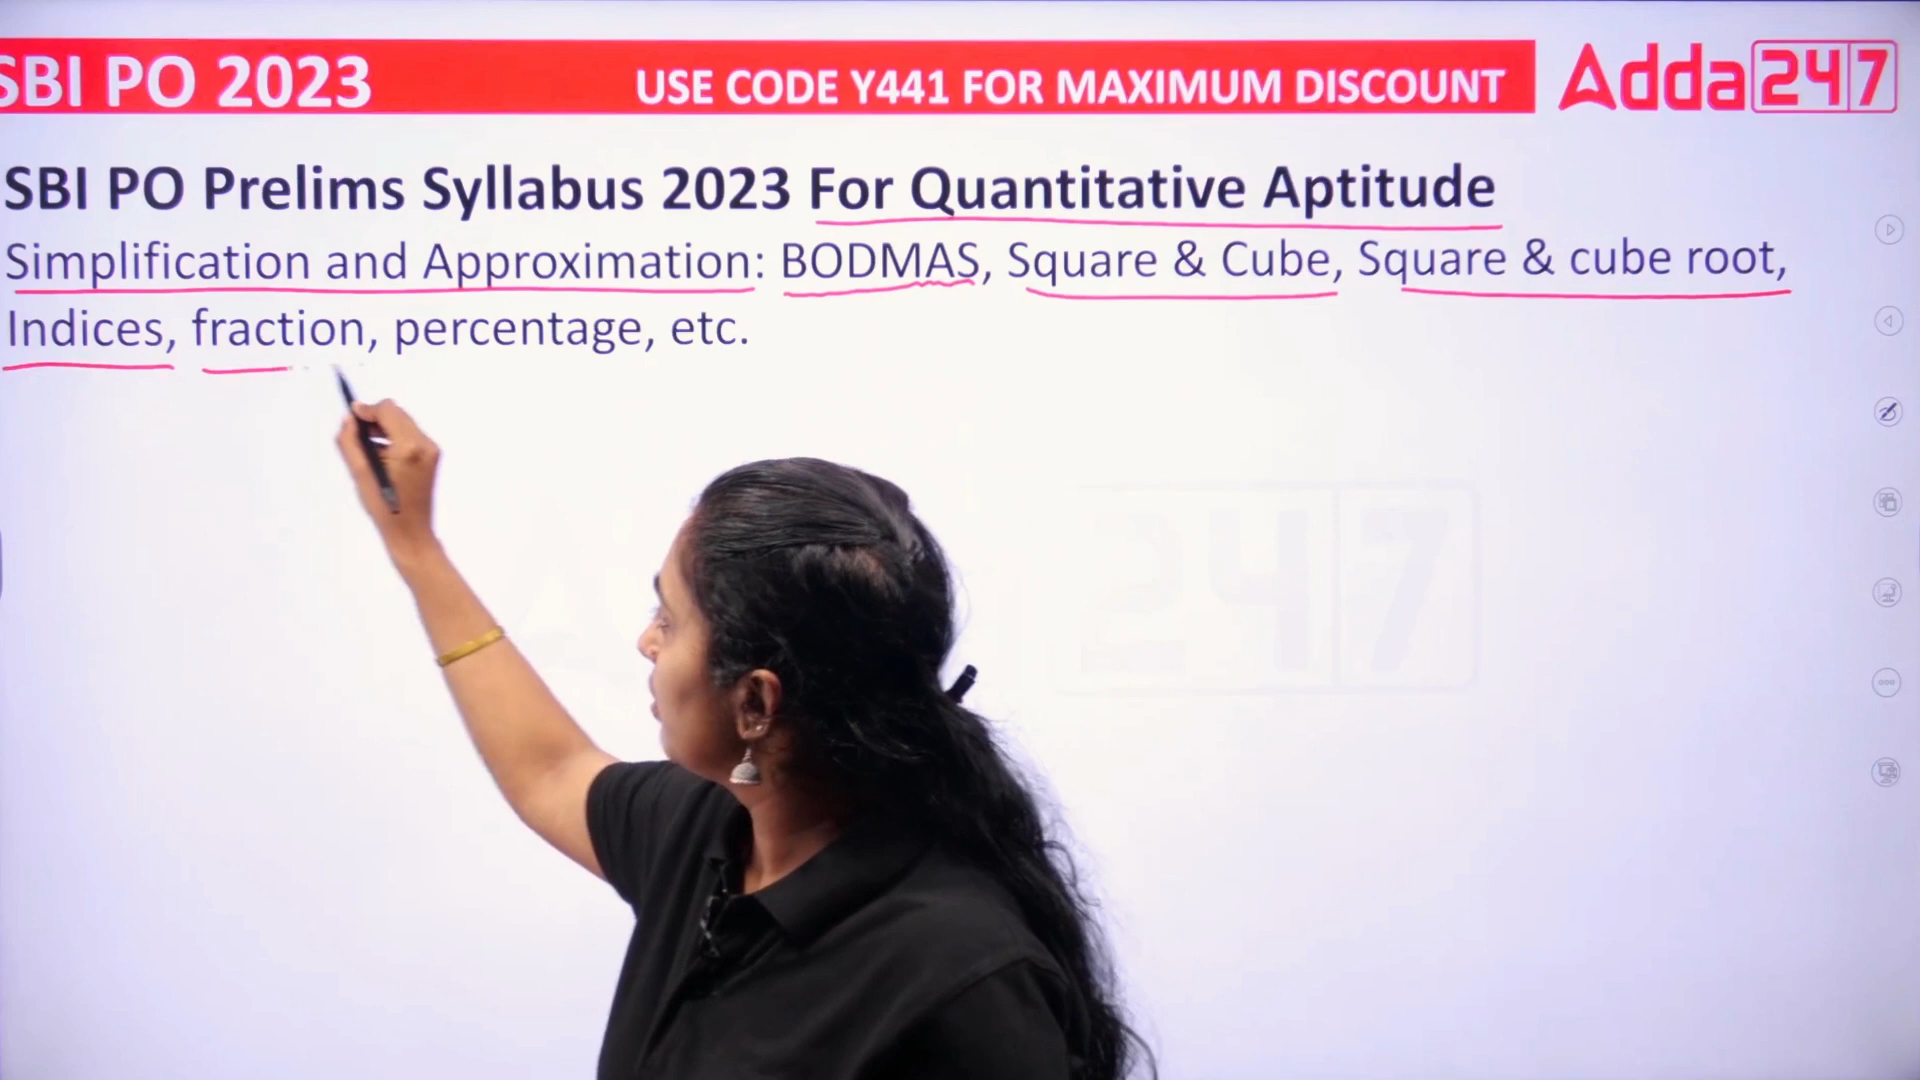 SBI PO 2023 USE CODE Y441 FOR MAXIMUM DISCOUNT Adda247
SBI PO Prelims Syllabus 2023 For Quantitative Aptitude
Simplification and Approximation: BODMAS, Square & Cube, Square & cube root,
Indices, fraction, percentage, etc.
247